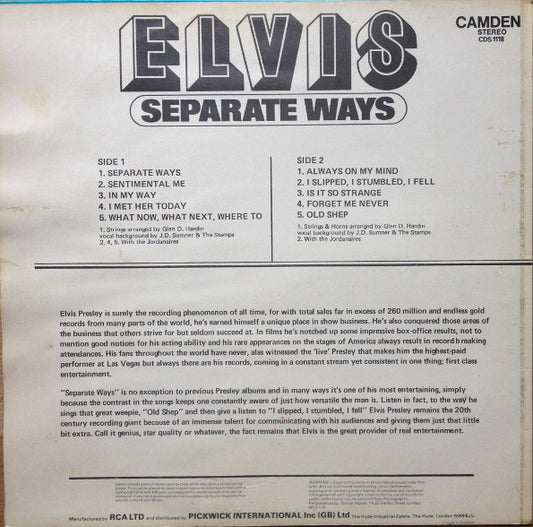 ELVIS
SEPARATE WAYS
CAMDEN
STEREO
CDS 1118
SIDE 1
1. SEPARATE WAYS
2. SENTIMENTAL ME
3. IN MY WAY
4. I MET HER TODAY
5. WHAT NOW, WHAT NEXT, WHERE TO
1. Strings arranged by Glen D. Hardin
vocal background by J.D. Sumner & The Stamps
2, 4, 5. With the Jordanaires
SIDE 2
1. ALWAYS ON MY MIND
2. I SLIPPED, I STUMBLED, I FELL
3. IS IT SO STRANGE
4. FORGET ME NEVER
5. OLD SHEP
1. Strings & Horns arranged by Glen D. Hardin
vocal background by J.D. Sumner & The Stamps
2. With the Jordanaires
Elvis Presley is surely the recording phenomenon of all time, for with total sales far in excess of 260 million and endless gold
records from many parts of the world, he's earned himself a unique place in show business. He's also conquered those areas of
the business that others strive for but seldom succeed at. In films he's notched up some impressive box-office results, not to
mention good notices for his acting ability and his rare appearances on the stages of America always result in record breaking
attendances. His fans throughout the world have never, alas witnessed the 'live' Presley that makes him the highest-paid
performer at Las Vegas but always there are his records, coming in a constant stream yet consistent in one thing; first class
entertainment.
"Separate Ways" is no exception to previous Presley albums and in many ways it's one of his most entertaining, simply
because the contrast in the songs keeps one constantly aware of just how versatile the man is. Listen in fact, to the way he
sings that great weepie, "Old Shep" and then give a listen to "I slipped, I stumbled, I fell" Elvis Presley remains the 20th
century recording giant because of an immense talent for communicating with his audiences and giving them just that little
bit extra. Call it genius, star quality or whatever, the fact remains that Elvis is the great provider of real entertainment.
Manufactured by RCA LTD and distributed by PICKWICK INTERNATIONAL Inc (GB) Ltd The Hyde Industrial Estate, The Hyde London NW9 6JU